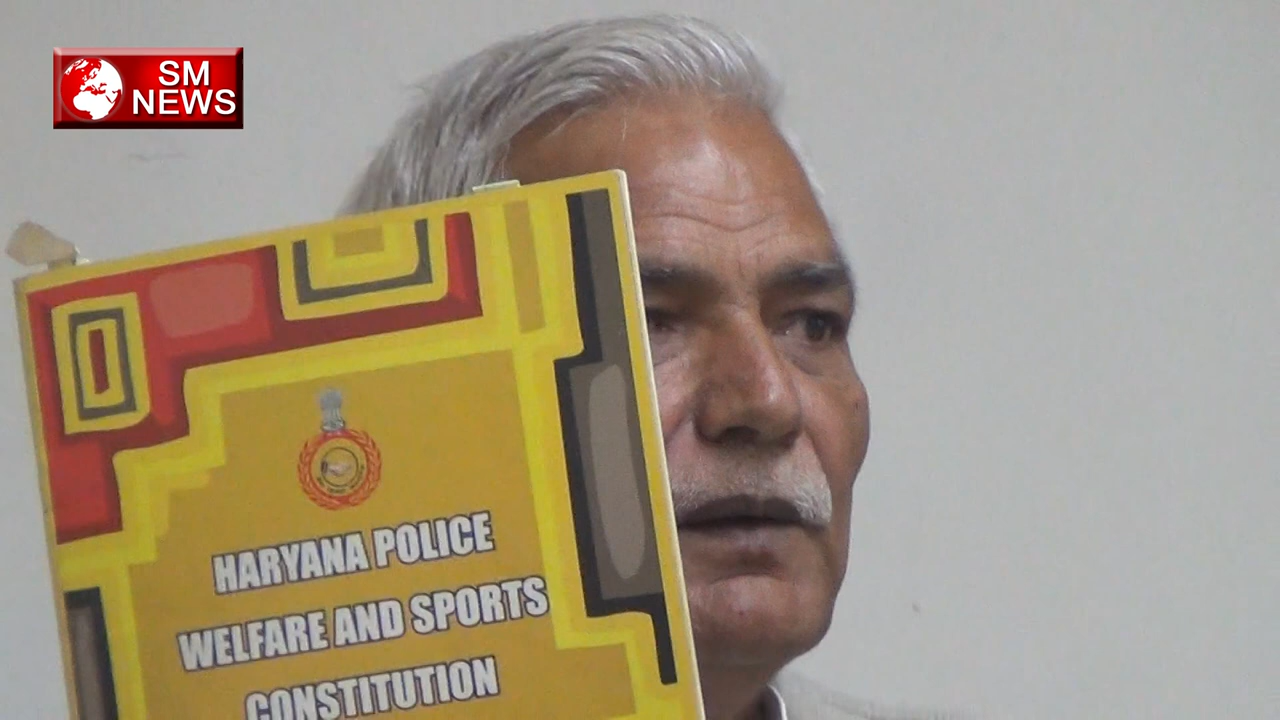 SM
NEWS
HARYANA POLICE
WELFARE AND SPORTS
CONSTITUTION